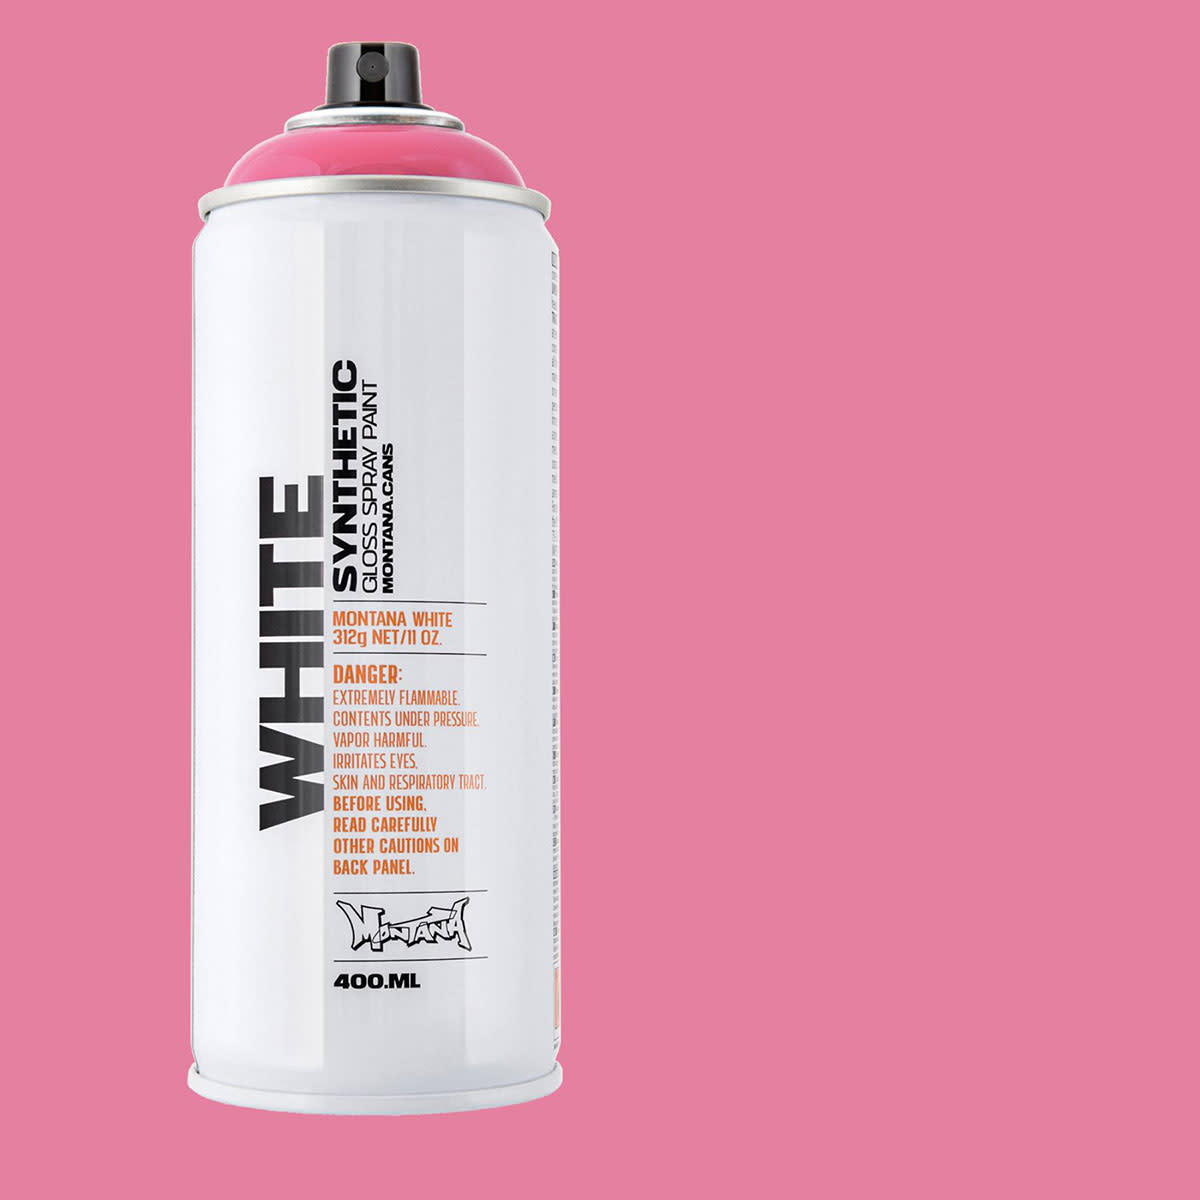 WHITE
SYNTHETIC
GLOSS SPRAY PAINT
MONTANA.CANS
MONTANA WHITE
312g NET/11 OZ.
DANGER:
EXTREMELY FLAMMABLE.
CONTENTS UNDER PRESSURE.
VAPOR HARMFUL.
IRRITATES EYES,
SKIN AND RESPIRATORY TRACT.
BEFORE USING,
READ CAREFULLY
OTHER CAUTIONS ON
BACK PANEL.
MONTANA
400.ML